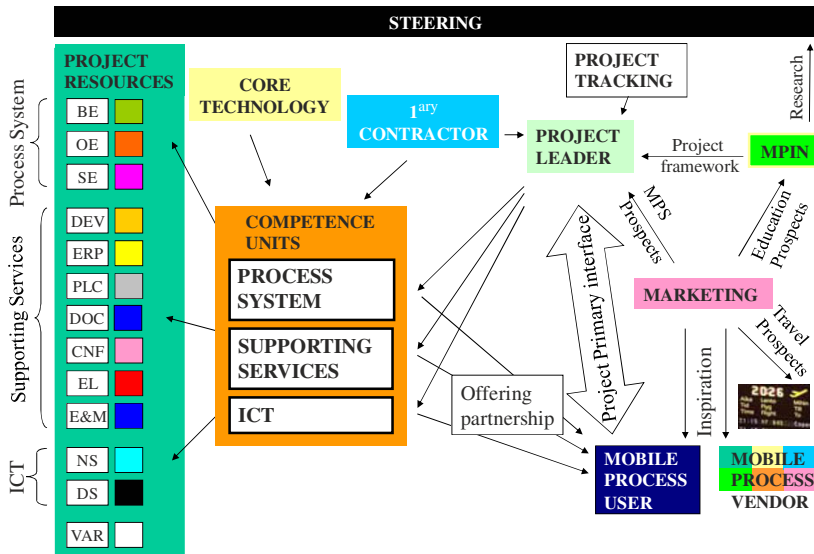 STEERING
PROJECT
RESOURCES
Process System
BE
OE
SE
Supporting Services
DEV
ERP
PLC
DOC
CNF
EL
E&M
ICT
NS
DS
VAR
CORE
TECHNOLOGY
1ary
CONTRACTOR
PROJECT
TRACKING
PROJECT
LEADER
Project
framework
MPIN
Research
MPS
Prospects
Education
Prospects
COMPETENCE
UNITS
PROCESS
SYSTEM
SUPPORTING
SERVICES
ICT
Project Primary interface
MARKETING
Travel
Prospects
Inspiration
2026
Offering
partnership
MOBILE
PROCESS
USER
MOBILE
PROCESS
VENDOR